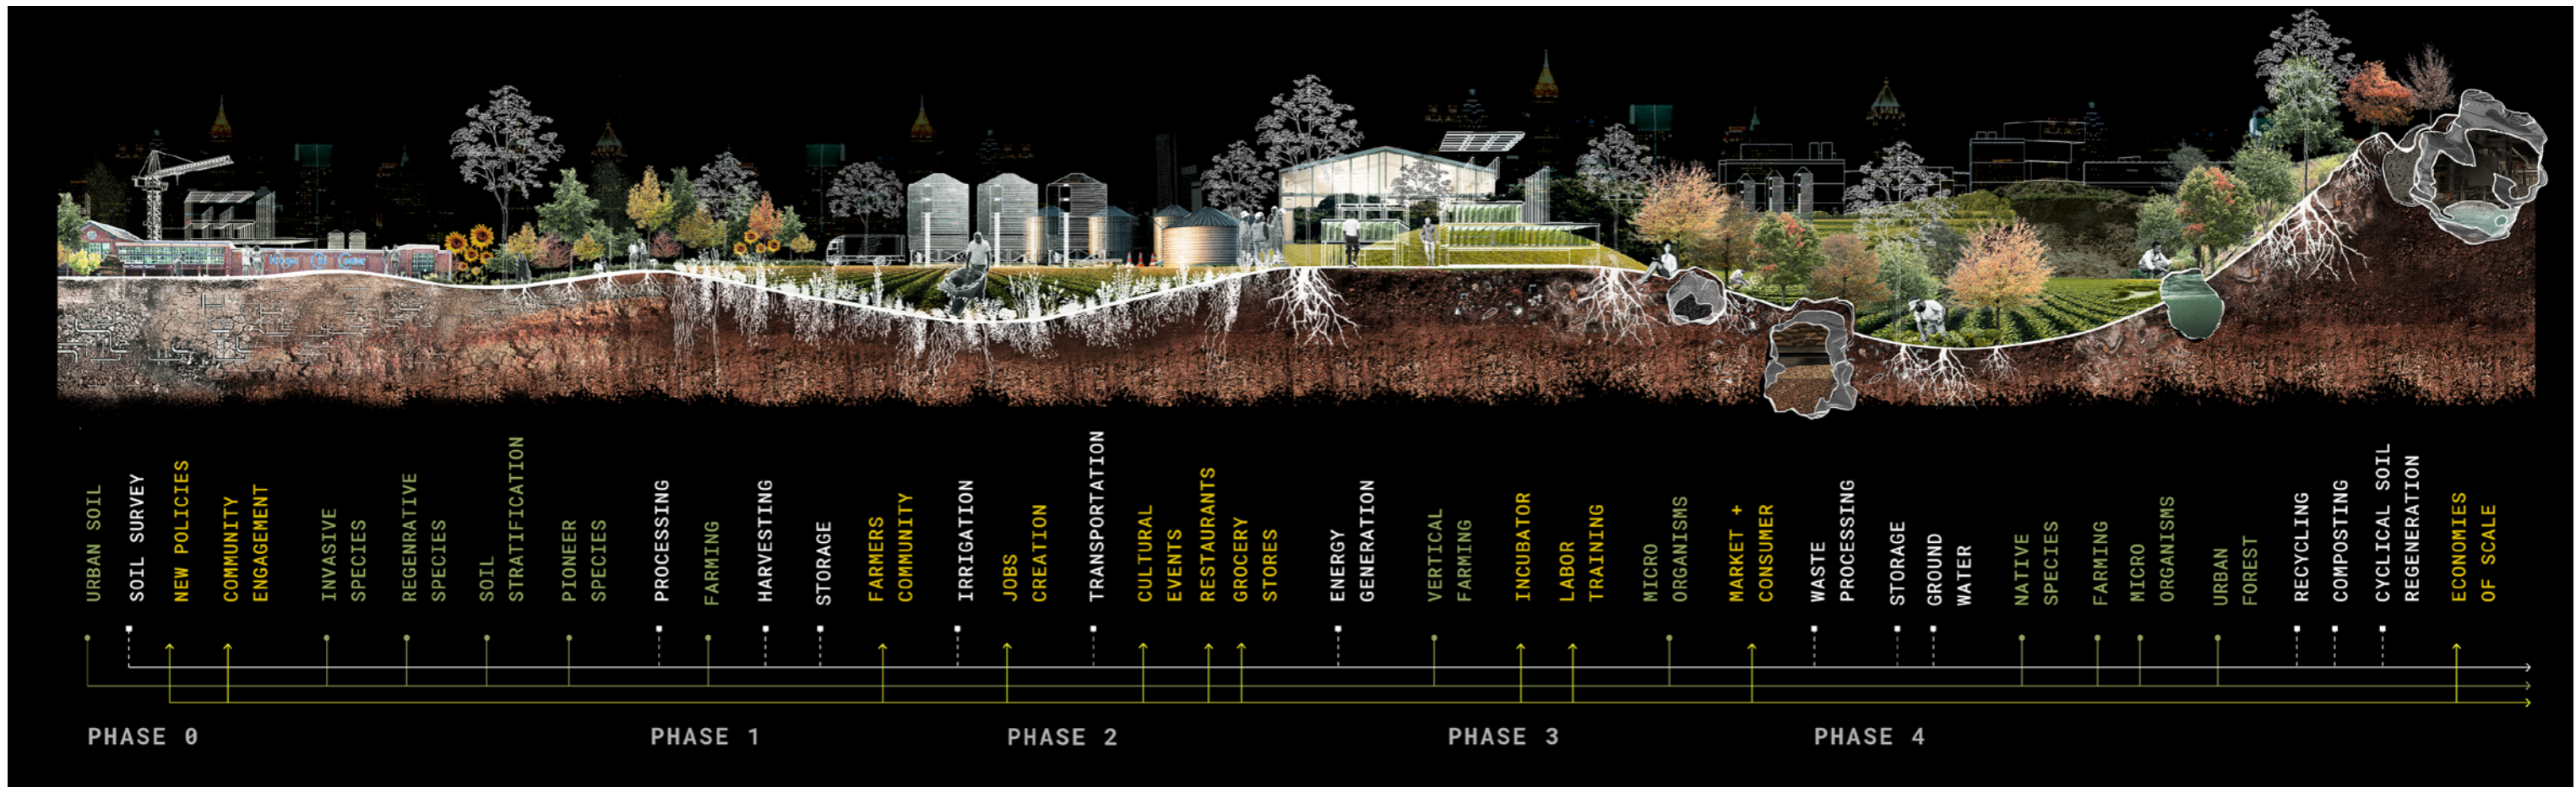 URBAN SOIL
SOIL SURVEY
NEW POLICIES
COMMUNITY
ENGAGEMENT
INVASIVE
SPECIES
REGENRATIVE
SPECIES
SOIL
STRATIFICATION
PIONEER
SPECIES
PROCESSING
FARMING
HARVESTING
STORAGE
FARMERS
COMMUNITY
IRRIGATION
JOBS
CREATION
TRANSPORTATION
CULTURAL
EVENTS
RESTAURANTS
GROCERY
STORES
ENERGY
GENERATION
VERTICAL
FARMING
INCUBATOR
LABOR
TRAINING
MICRO
ORGANISMS
MARKET +
CONSUMER
WASTE
PROCESSING
STORAGE
GROUND
WATER
NATIVE
SPECIES
FARMING
MICRO
ORGANISMS
URBAN
FOREST
RECYCLING
COMPOSTING
CYCLICAL SOIL
REGENERATION
ECONOMIES
OF SCALE
PHASE 0
PHASE 1
PHASE 2
PHASE 3
PHASE 4